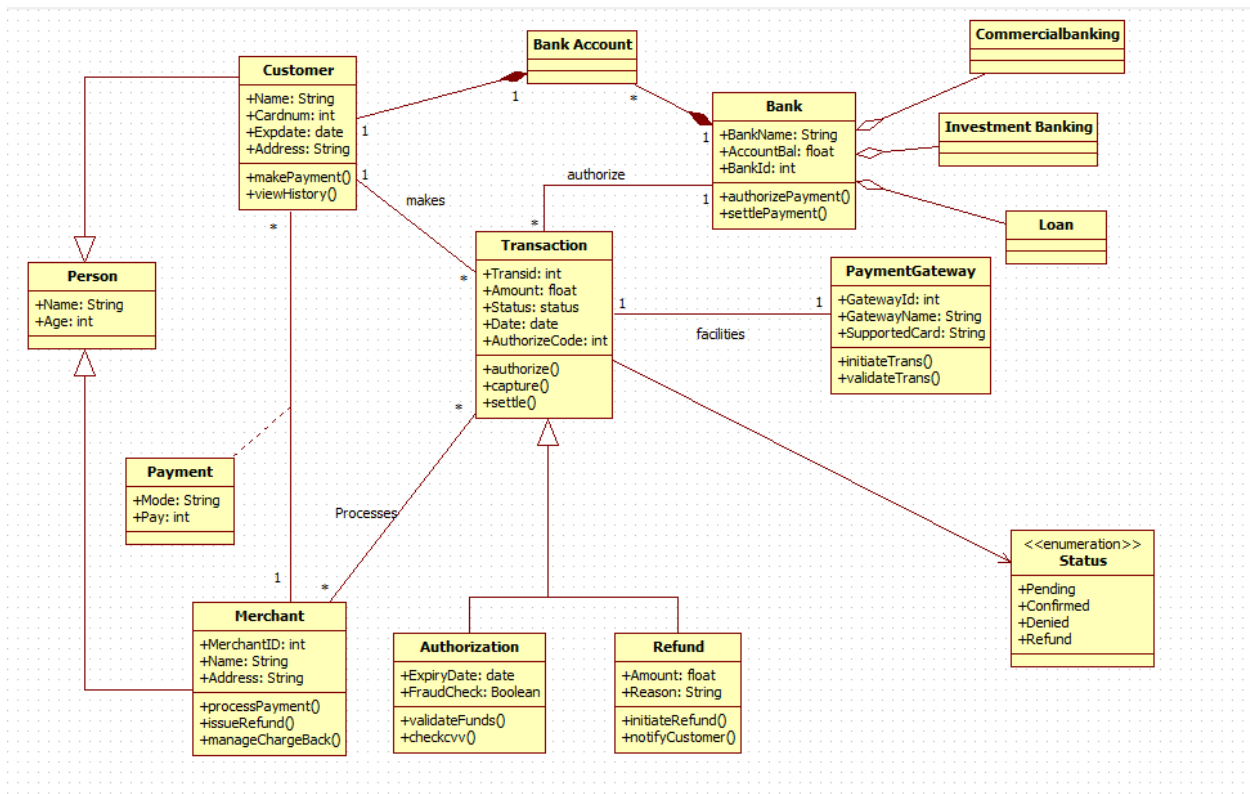 Bank Account
Commercialbanking
Customer
+Name: String
+Cardnum: int
+Expdate: date
+Address: String
+makePayment()
+viewHistory()
1
1
1
*
*
1
1
Bank
+BankName: String
+AccountBal: float
+BankId: int
+authorizePayment()
+settlePayment()
Investment Banking
Loan
authorize
*
makes
*
Person
+Name: String
+Age: int
Transaction
+Transid: int
+Amount: float
+Status: status
+Date: date
+AuthorizeCode: int
+authorize()
+capture()
+settle()
1
1
facilities
PaymentGateway
+GatewayId: int
+GatewayName: String
+SupportedCard: String
+initiateTrans()
+validateTrans()
*
Payment
+Mode: String
+Pay: int
Processes
1
*
<<enumeration>>
Status
+Pending
+Confirmed
+Denied
+Refund
Merchant
+MerchantID: int
+Name: String
+Address: String
+processPayment()
+issueRefund()
+manageChargeBack()
Authorization
+ExpiryDate: date
+FraudCheck: Boolean
+validateFunds()
+checkcvv()
Refund
+Amount: float
+Reason: String
+initiateRefund()
+notifyCustomer()